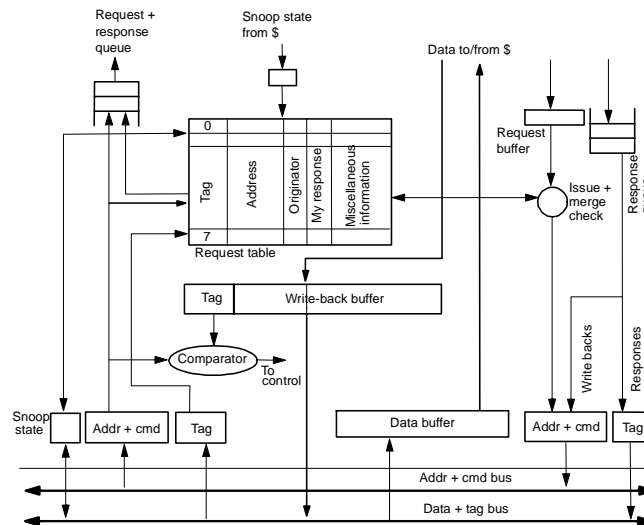 Request +
response
queue
Snoop state
from $
Data to/from $
0
Tag
Address
Originator
My response
Miscellaneous
information
7
Request table
Request
buffer
Issue +
merge
check
Response
Tag
Write-back buffer
Comparator
To
control
Write backs
Responses
Snoop
state
Addr + cmd
Tag
Data buffer
Addr + cmd
Tag
Addr + cmd bus
Data + tag bus